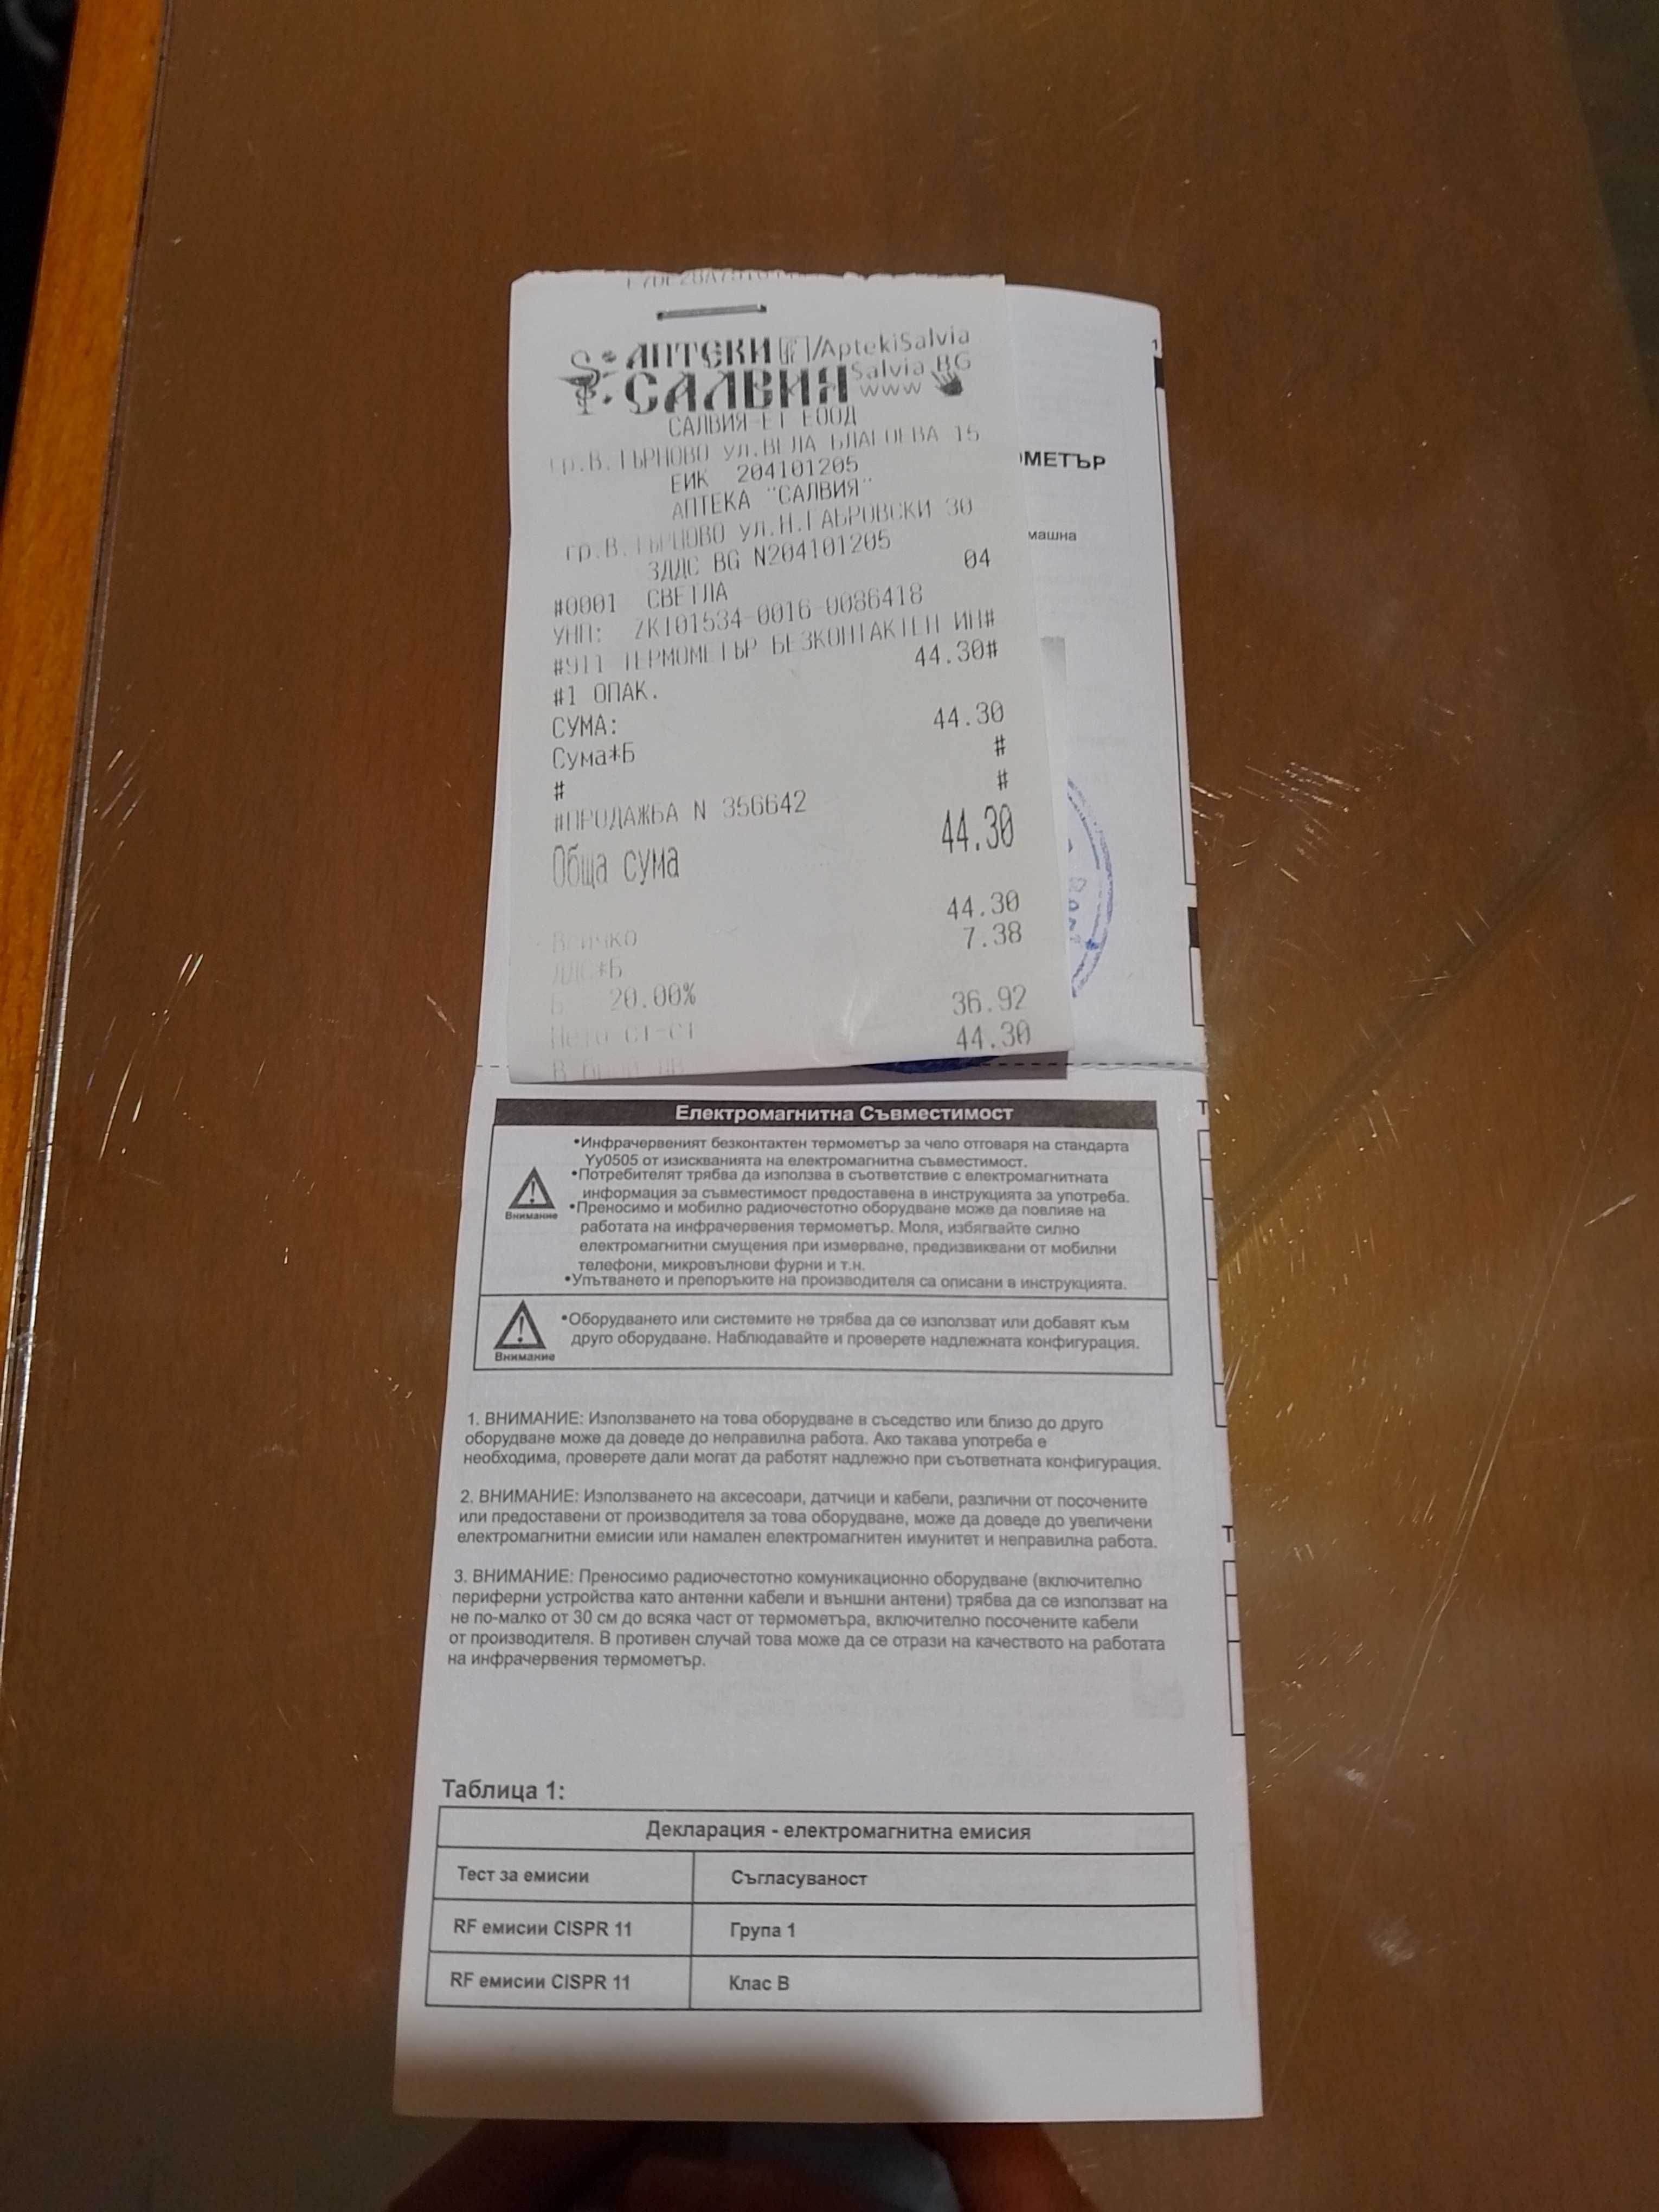 АПТЕКИ f/AptekiSalvia
САЛВИЯ Salvia BG
www
САЛВИЯ-ЕТ ЕООД
гр.В.ТЪРНОВО ул.ВЕЛА БЛАГОЕВА 15
ЕИК 204101205
АПТЕКА "САЛВИЯ"
гр.В.ТЪРНОВО ул.Н.ГАБРОВСКИ 30
ЗДДС BG N204101205
#0001 СВЕТЛА 04
УНП: ZK101534-0016-0086418
#911 ТЕРМОМЕТЪР БЕЗКОНТАКТЕН ИН#
#1 ОПАК. 44.30#
СУМА: 44.30
Сума*Б #
# #
#ПРОДАЖБА N 356642
Обща сума 44.30
Всичко 44.30
ДДС*Б 7.38
Б 20.00%
Нето СТ-СТ 36.92
В брой 44.30
ОМЕТЪР
машна
Електромагнитна Съвместимост
•Инфрачервеният безконтактен термометър за чело отговаря на стандарта
Yy0505 от изискванията на електромагнитна съвместимост.
•Потребителят трябва да използва в съответствие с електромагнитната
информация за съвместимост предоставена в инструкцията за употреба.
•Преносимо и мобилно радиочестотно оборудване може да повлияе на
работата на инфрачервения термометър. Моля, избягвайте силно
електромагнитни смущения при измерване, предизвикани от мобилни
телефони, микровълнови фурни и т.н.
•Упътването и препоръките на производителя са описани в инструкцията.
Внимание
•Оборудването или системите не трябва да се използват или добавят към
друго оборудване. Наблюдавайте и проверете надлежната конфигурация.
Внимание
1. ВНИМАНИЕ: Използването на това оборудване в съседство или близо до друго
оборудване може да доведе до неправилна работа. Ако такава употреба е
необходима, проверете дали могат да работят надлежно при съответната конфигурация.
2. ВНИМАНИЕ: Използването на аксесоари, датчици и кабели, различни от посочените
или предоставени от производителя за това оборудване, може да доведе до увеличени
електромагнитни емисии или намален електромагнитен имунитет и неправилна работа.
3. ВНИМАНИЕ: Преносимо радиочестотно комуникационно оборудване (включително
периферни устройства като антенни кабели и външни антени) трябва да се използват на
не по-малко от 30 см до всяка част от термометъра, включително посочените кабели
от производителя. В противен случай това може да се отрази на качеството на работата
на инфрачервения термометър.
Таблица 1:
Декларация - електромагнитна емисия
Тест за емисии Съгласуваност
RF емисии CISPR 11 Група 1
RF емисии CISPR 11 Клас В